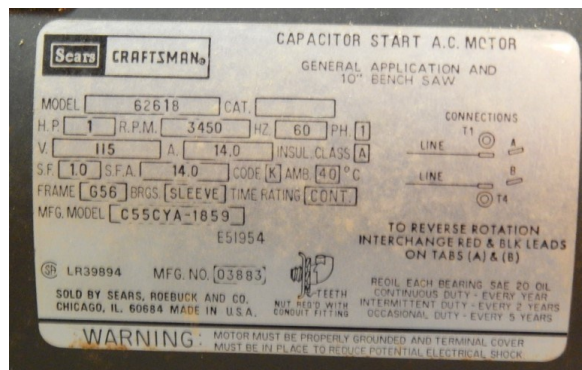 Sears CRAFTSMAN®
CAPACITOR START A.C. MOTOR
GENERAL APPLICATION AND
10" BENCH SAW
MODEL 62618 CAT.
H.P. 1 R.P.M. 3450 HZ. 60 PH. 1
V. 115 A. 14.0 INSUL. CLASS A
S.F. 1.0 S.F.A. 14.0 CODE K AMB. 40 °C
FRAME G56 BRGS. SLEEVE TIME RATING CONT.
MFG. MODEL C55CYA-1859
E51954
CONNECTIONS
T1
LINE A
LINE B
T4
TO REVERSE ROTATION
INTERCHANGE RED & BLK LEADS
ON TABS (A) & (B)
SA LR39894 MFG. NO. 03883
TEETH
NUT REQ'D WITH
CONDUIT FITTING
SOLD BY SEARS, ROEBUCK AND CO.
CHICAGO, IL. 60684 MADE IN U.S.A.
REOIL EACH BEARING SAE 20 OIL
CONTINUOUS DUTY - EVERY YEAR
INTERMITTENT DUTY - EVERY 2 YEARS
OCCASIONAL DUTY - EVERY 5 YEARS
WARNING: MOTOR MUST BE PROPERLY GROUNDED AND TERMINAL COVER
MUST BE IN PLACE TO REDUCE POTENTIAL ELECTRICAL SHOCK